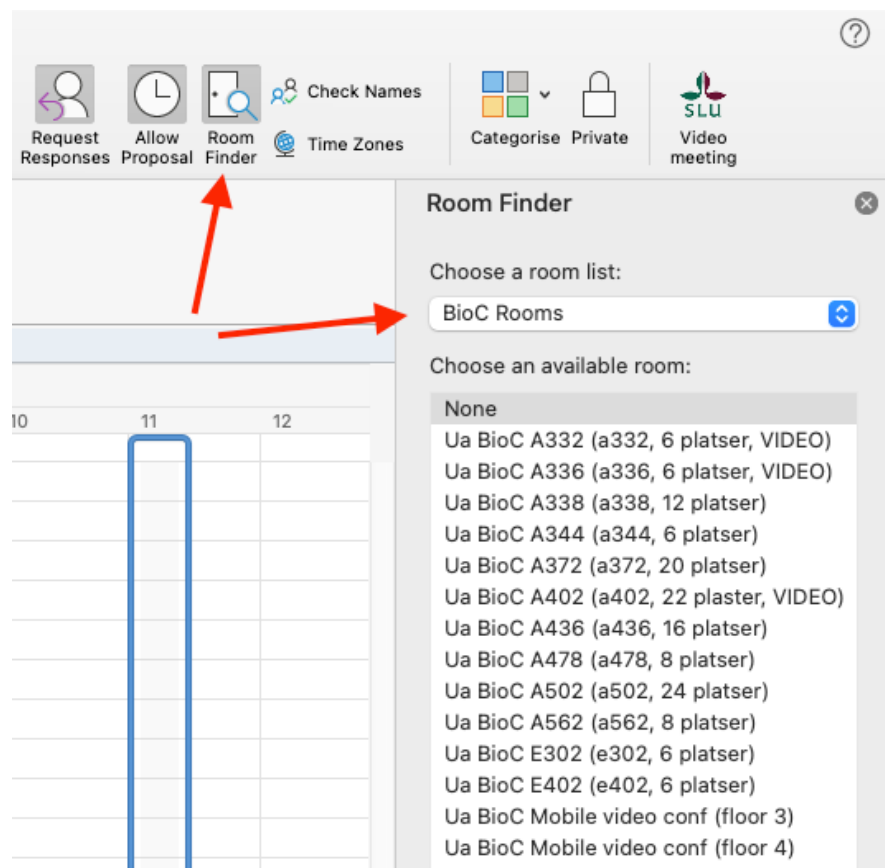 ?
SLU
Check Names
Request Responses
Allow Proposal
Room Finder
Time Zones
Categorise
Private
Video meeting
Room Finder
Choose a room list:
BioC Rooms
Choose an available room:
10 11 12
None
Ua BioC A332 (a332, 6 platser, VIDEO)
Ua BioC A336 (a336, 6 platser, VIDEO)
Ua BioC A338 (a338, 12 platser)
Ua BioC A344 (a344, 6 platser)
Ua BioC A372 (a372, 20 platser)
Ua BioC A402 (a402, 22 plaster, VIDEO)
Ua BioC A436 (a436, 16 platser)
Ua BioC A478 (a478, 8 platser)
Ua BioC A502 (a502, 24 platser)
Ua BioC A562 (a562, 8 platser)
Ua BioC E302 (e302, 6 platser)
Ua BioC E402 (e402, 6 platser)
Ua BioC Mobile video conf (floor 3)
Ua BioC Mobile video conf (floor 4)